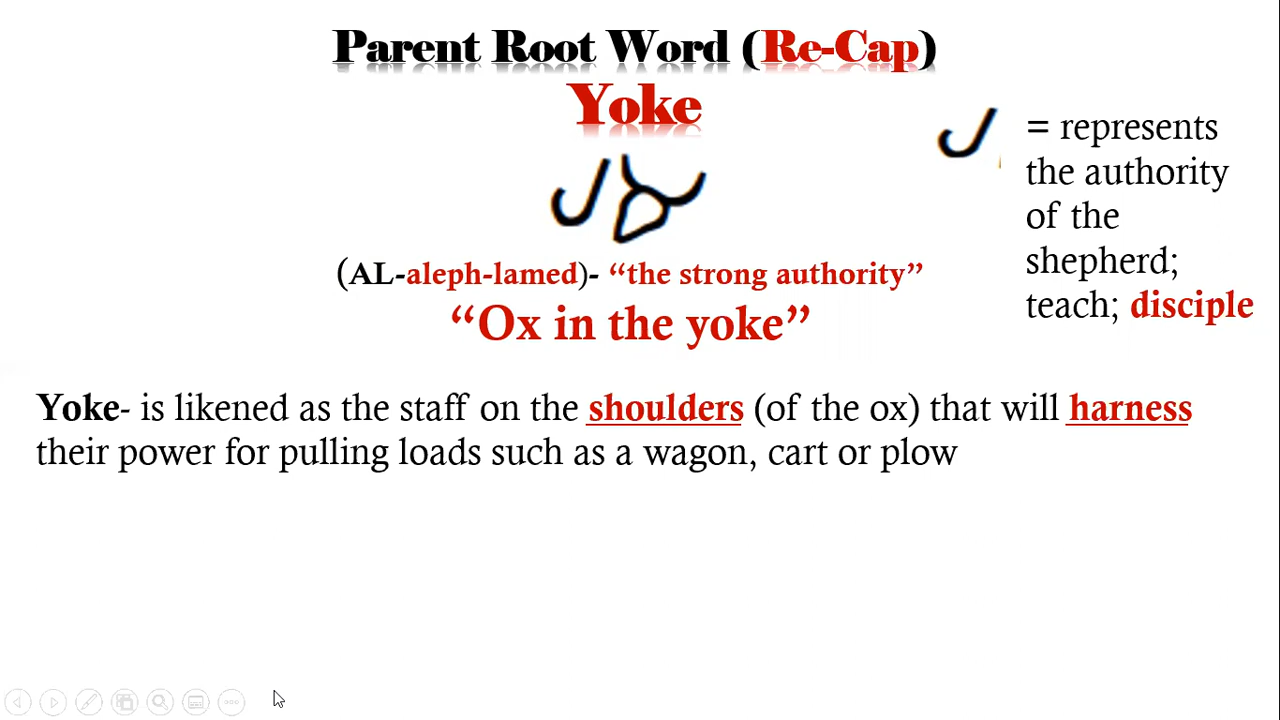 Parent Root Word (Re-Cap)
Yoke
(AL-aleph-lamed)- “the strong authority”
“Ox in the yoke”
= represents
the authority
of the
shepherd;
teach; disciple
Yoke- is likened as the staff on the shoulders (of the ox) that will harness
their power for pulling loads such as a wagon, cart or plow